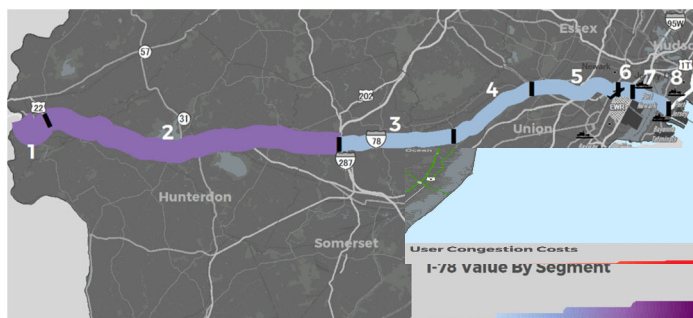 Essex
95W
57
31
Hudso
Newark
6
7
8
5
202
22
4
EWR
1
2
3
78
Union
287
Ocean
Hunterdon
Somerset
User Congestion Costs
I-78 Value By Segment